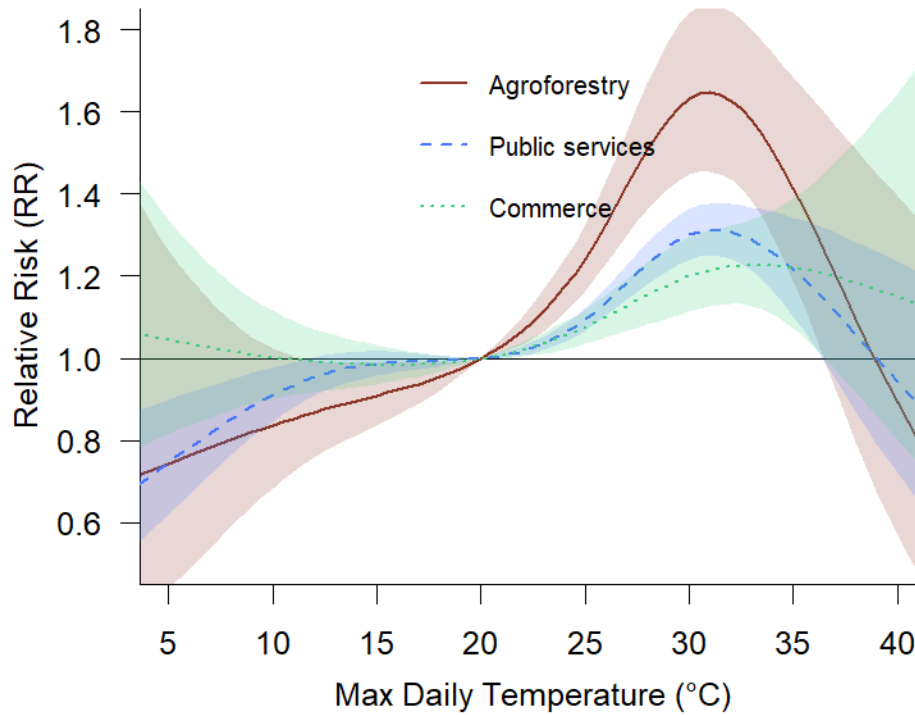 1.8
1.6
1.4
1.2
1.0
0.8
0.6
Relative Risk (RR)
Agroforestry
Public services
Commerce
5 10 15 20 25 30 35 40
Max Daily Temperature (°C)